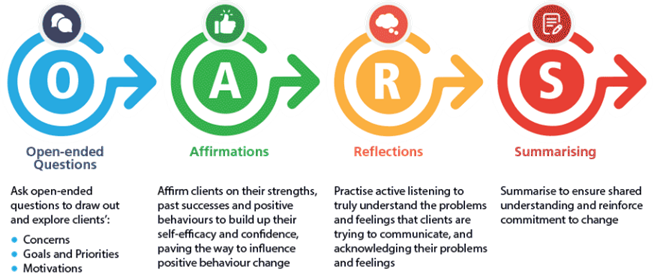 O
A
R
S
Open-ended
Questions
Affirmations
Reflections
Summarising
Ask open-ended
questions to draw out
and explore clients’:
Concerns
Goals and Priorities
Motivations
Affirm clients on their strengths,
past successes and positive
behaviours to build up their
self-efficacy and confidence,
paving the way to influence
positive behaviour change
Practise active listening to
truly understand the problems
and feelings that clients are
trying to communicate, and
acknowledging their problems
and feelings
Summarise to ensure shared
understanding and reinforce
commitment to change